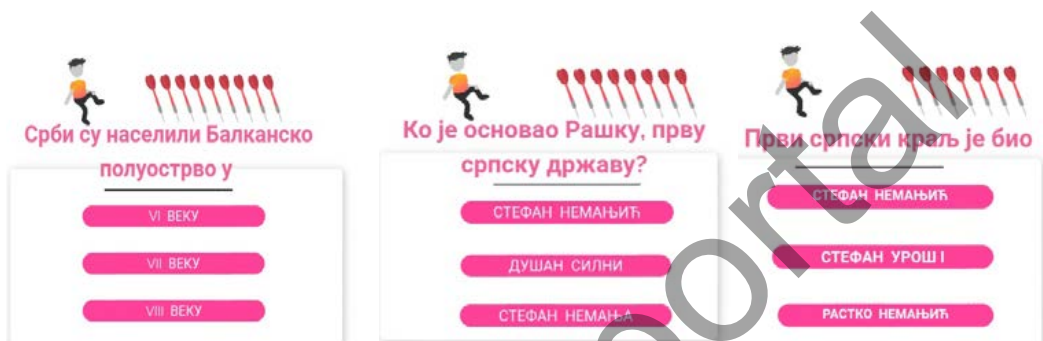 Срби су населили Балканско
полуострво у
VI ВЕКУ
VII ВЕКУ
VIII ВЕКУ
Ко је основао Рашку, прву
српску државу?
СТЕФАН НЕМАЊИЋ
ДУШАН СИЛНИ
СТЕФАН НЕМАЊА
Први српски краљ је био
СТЕФАН НЕМАЊИЋ
СТЕФАН УРОШ I
РАСТКО НЕМАЊИЋ
portal